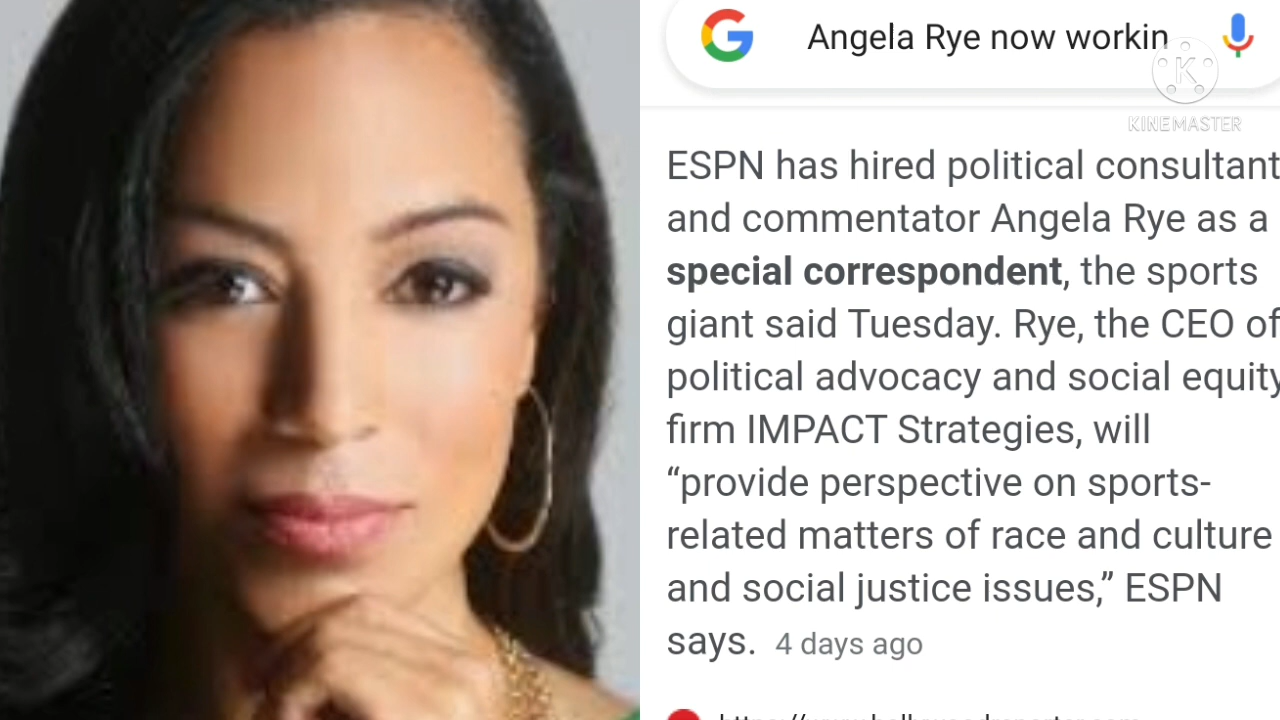 Angela Rye now workin
K
KINEMASTER
ESPN has hired political consultant
and commentator Angela Rye as a
special correspondent, the sports
giant said Tuesday. Rye, the CEO of
political advocacy and social equity
firm IMPACT Strategies, will
“provide perspective on sports-
related matters of race and culture
and social justice issues,” ESPN
says. 4 days ago